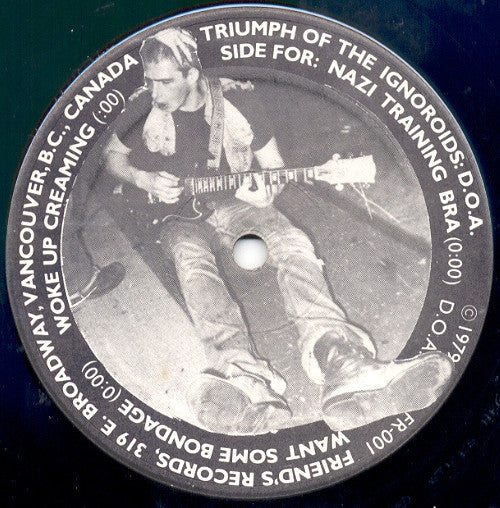 TRIUMPH OF THE IGNOROIDS: D.O.A.
© 1979
FR-001 FRIEND'S RECORDS, 319 E. BROADWAY, VANCOUVER, B.C., CANADA
SIDE FOR: NAZI TRAINING BRA (0:00) D.O.A.
WANT SOME BONDAGE (0:00)
WOKE UP CREAMING (:00)